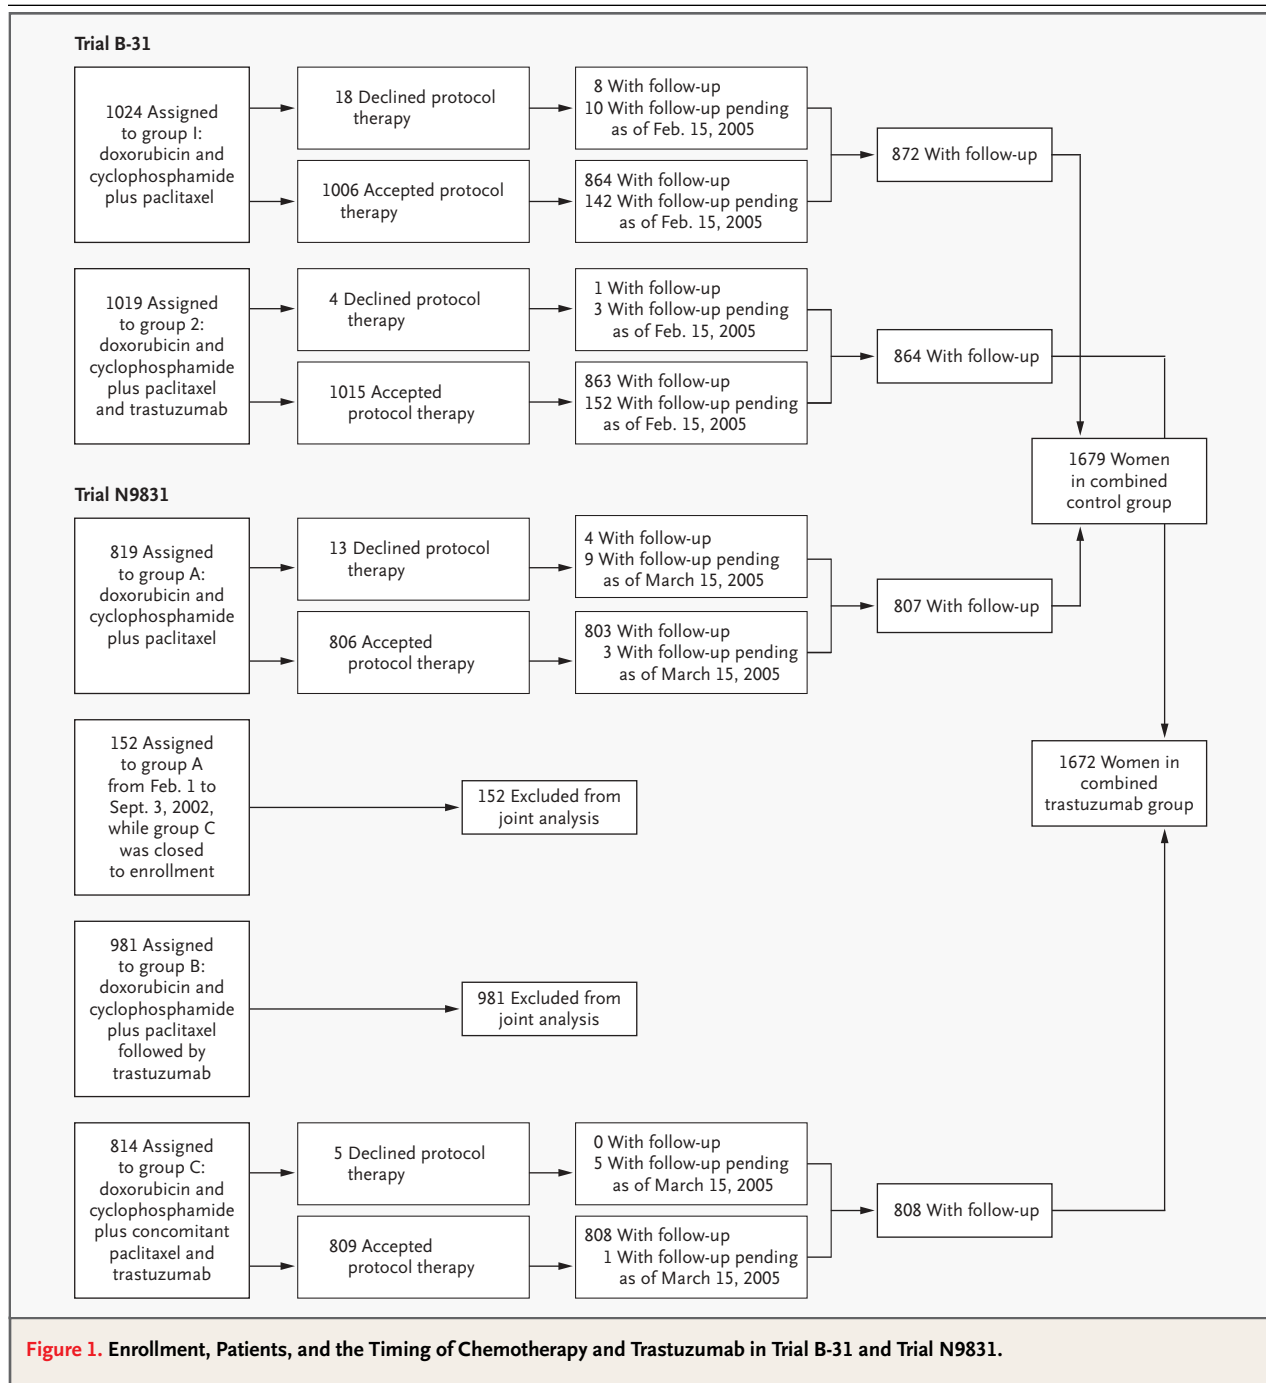 Trial B-31
1024 Assigned
to group I:
doxorubicin and
cyclophosphamide
plus paclitaxel
18 Declined protocol
therapy
8 With follow-up
10 With follow-up pending
as of Feb. 15, 2005
1006 Accepted protocol
therapy
864 With follow-up
142 With follow-up pending
as of Feb. 15, 2005
872 With follow-up
1019 Assigned
to group 2:
doxorubicin and
cyclophosphamide
plus paclitaxel
and trastuzumab
4 Declined protocol
therapy
1 With follow-up
3 With follow-up pending
as of Feb. 15, 2005
1015 Accepted
protocol therapy
863 With follow-up
152 With follow-up pending
as of Feb. 15, 2005
864 With follow-up
1679 Women
in combined
control group
Trial N9831
819 Assigned
to group A:
doxorubicin and
cyclophosphamide
plus paclitaxel
13 Declined protocol
therapy
4 With follow-up
9 With follow-up pending
as of March 15, 2005
806 Accepted
protocol therapy
803 With follow-up
3 With follow-up pending
as of March 15, 2005
807 With follow-up
152 Assigned
to group A
from Feb. 1 to
Sept. 3, 2002,
while group C
was closed
to enrollment
152 Excluded from
joint analysis
1672 Women in
combined
trastuzumab group
981 Assigned
to group B:
doxorubicin and
cyclophosphamide
plus paclitaxel
followed by
trastuzumab
981 Excluded from
joint analysis
814 Assigned
to group C:
doxorubicin and
cyclophosphamide
plus concomitant
paclitaxel and
trastuzumab
5 Declined protocol
therapy
0 With follow-up
5 With follow-up pending
as of March 15, 2005
809 Accepted
protocol therapy
808 With follow-up
1 With follow-up pending
as of March 15, 2005
808 With follow-up
Figure 1. Enrollment, Patients, and the Timing of Chemotherapy and Trastuzumab in Trial B-31 and Trial N9831.